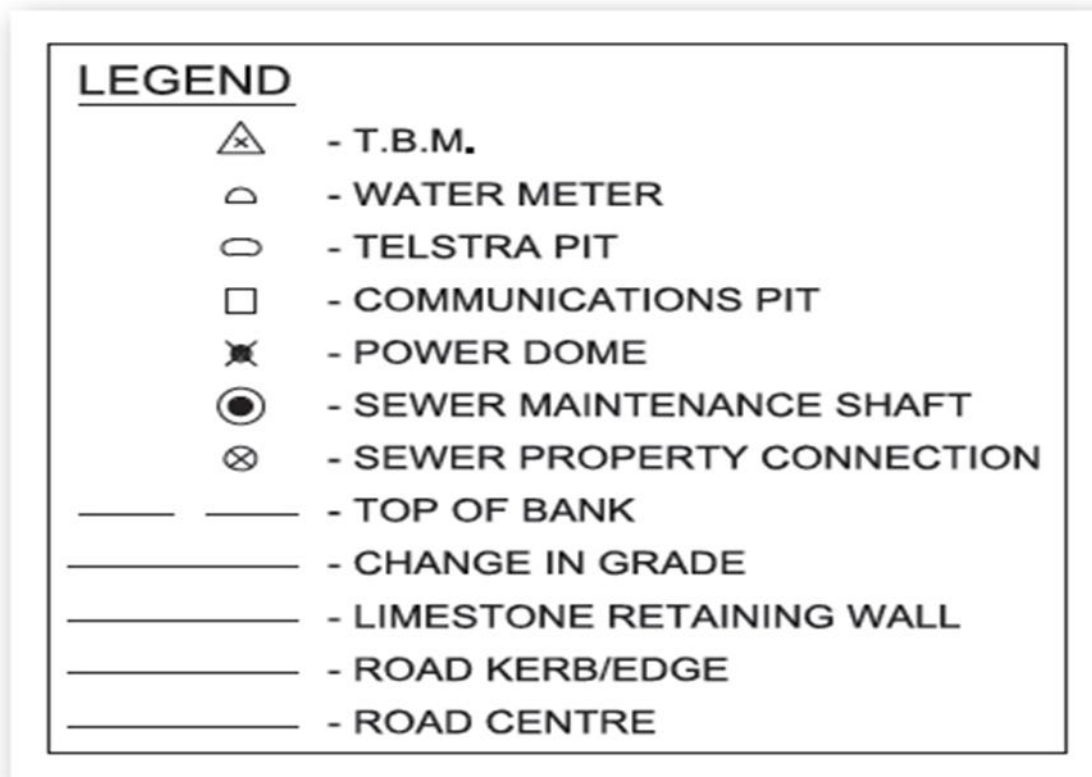 LEGEND
- T.B.M.
- WATER METER
- TELSTRA PIT
- COMMUNICATIONS PIT
- POWER DOME
- SEWER MAINTENANCE SHAFT
- SEWER PROPERTY CONNECTION
- TOP OF BANK
- CHANGE IN GRADE
- LIMESTONE RETAINING WALL
- ROAD KERB/EDGE
- ROAD CENTRE